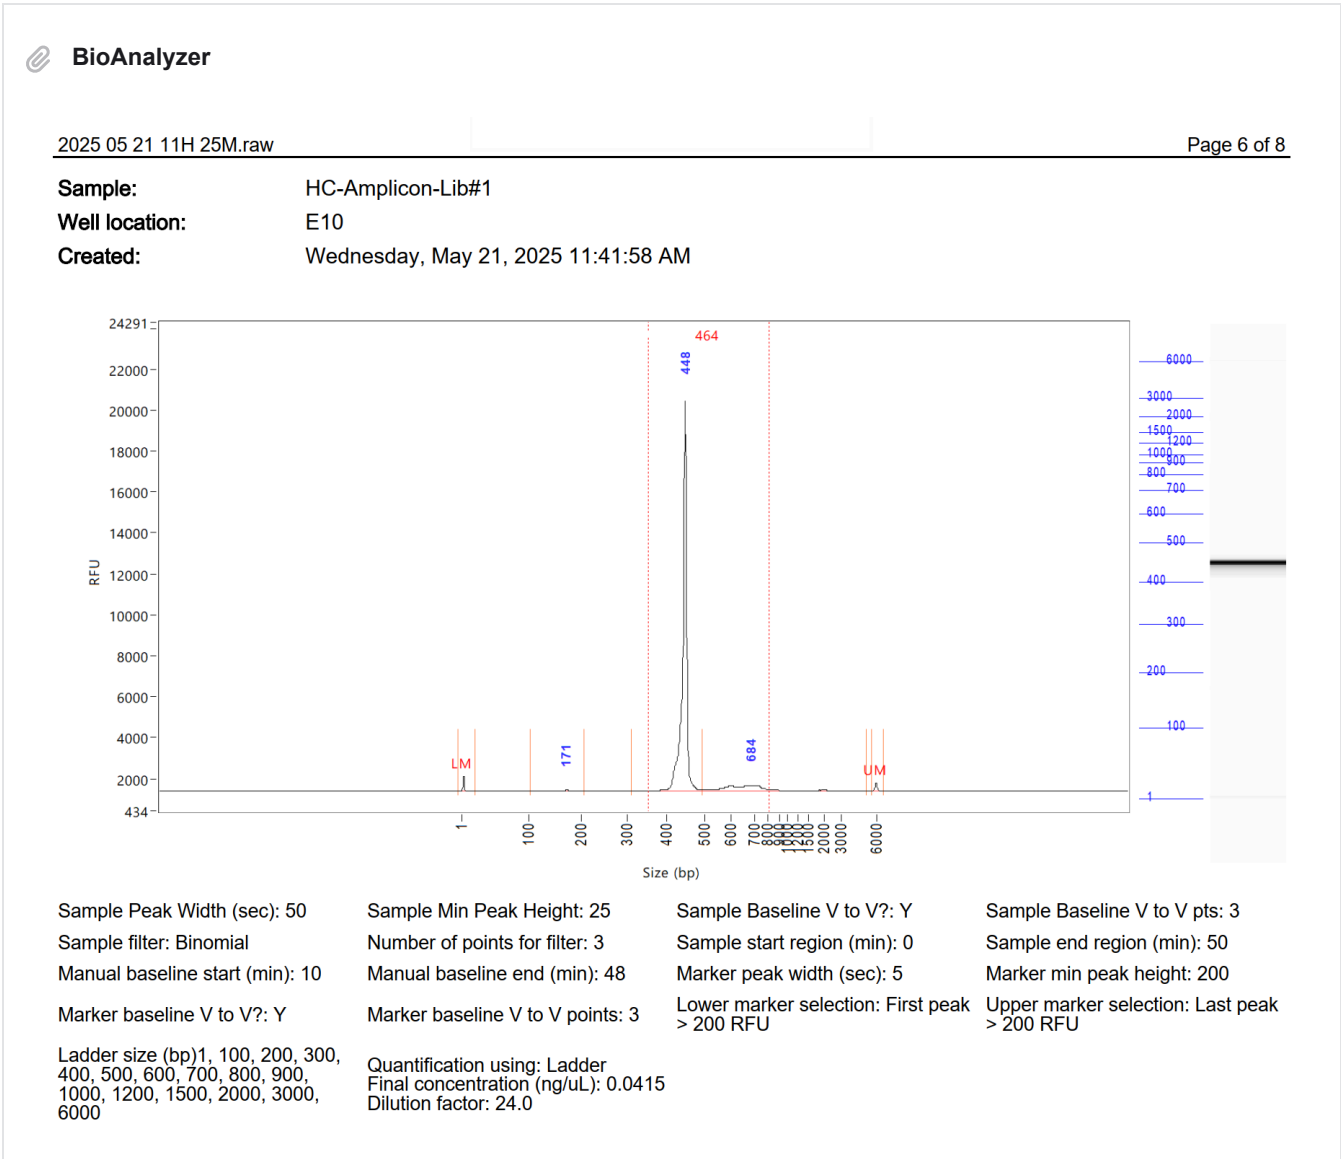 BioAnalyzer
2025 05 21 11H 25M.raw
Page 6 of 8
Sample: HC-Amplicon-Lib#1
Well location: E10
Created: Wednesday, May 21, 2025 11:41:58 AM
24291
22000
20000
18000
16000
14000
12000
10000
8000
6000
4000
2000
434
RFU
464
448
LM
171
684
UM
1
100
200
300
400
500
600
700
800
900
1000
1200
1500
2000
3000
6000
Size (bp)
6000
3000
2000
1500
1200
1000
900
800
700
600
500
400
300
200
100
1
Sample Peak Width (sec): 50 Sample Min Peak Height: 25 Sample Baseline V to V?: Y Sample Baseline V to V pts: 3
Sample filter: Binomial Number of points for filter: 3 Sample start region (min): 0 Sample end region (min): 50
Manual baseline start (min): 10 Manual baseline end (min): 48 Marker peak width (sec): 5 Marker min peak height: 200
Marker baseline V to V?: Y Marker baseline V to V points: 3
Lower marker selection: First peak
> 200 RFU
Upper marker selection: Last peak
> 200 RFU
Ladder size (bp)1, 100, 200, 300,
400, 500, 600, 700, 800, 900,
1000, 1200, 1500, 2000, 3000,
6000
Quantification using: Ladder
Final concentration (ng/uL): 0.0415
Dilution factor: 24.0